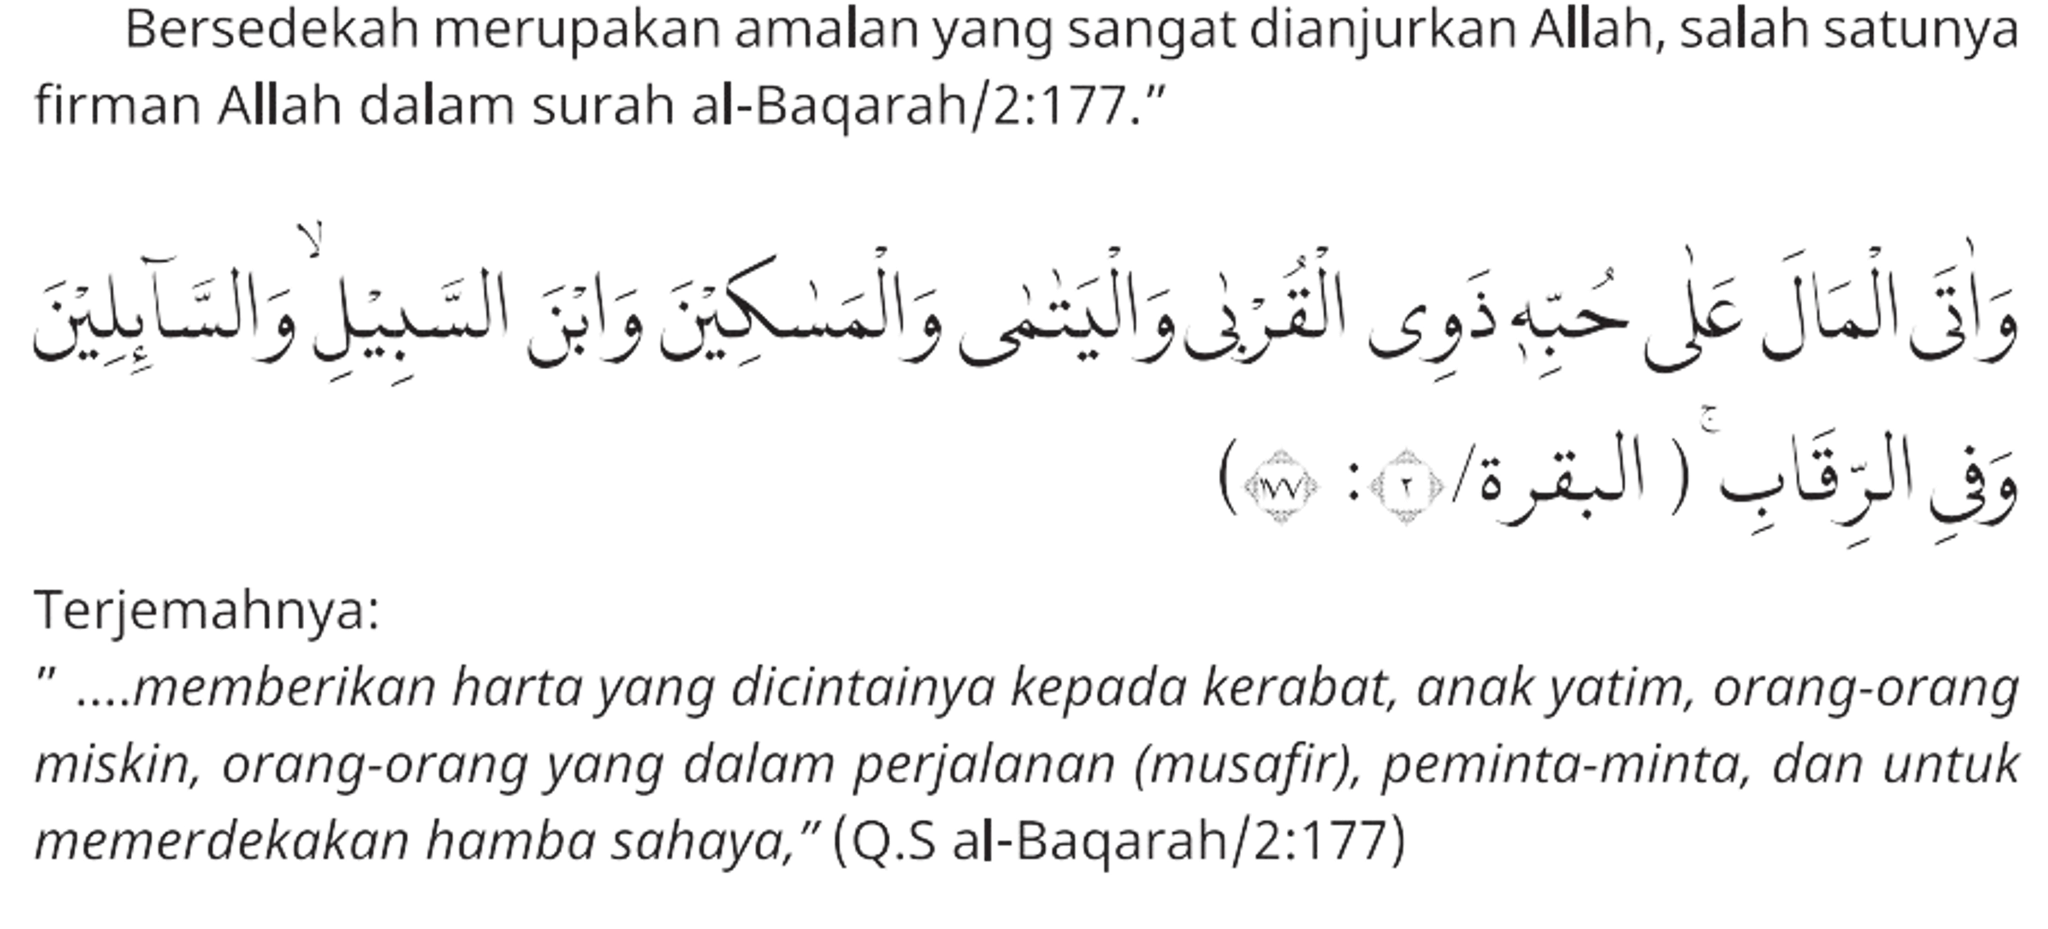 Bersedekah merupakan amalan yang sangat dianjurkan Allah, salah satunya
firman Allah dalam surah al-Baqarah/2:177.”
وَاٰتَى الْمَالَ عَلٰى حُبِّهٖ ذَوِى الْقُرْبٰى وَالْيَتٰمٰى وَالْمَسٰكِيْنَ وَابْنَ السَّبِيْلِۙ وَالسَّاۤىِٕلِيْنَ
وَفِى الرِّقَابِۚ ( البقرة/٢ : ١٧٧)
Terjemahnya:
” ....memberikan harta yang dicintainya kepada kerabat, anak yatim, orang-orang
miskin, orang-orang yang dalam perjalanan (musafir), peminta-minta, dan untuk
memerdekakan hamba sahaya,” (Q.S al-Baqarah/2:177)